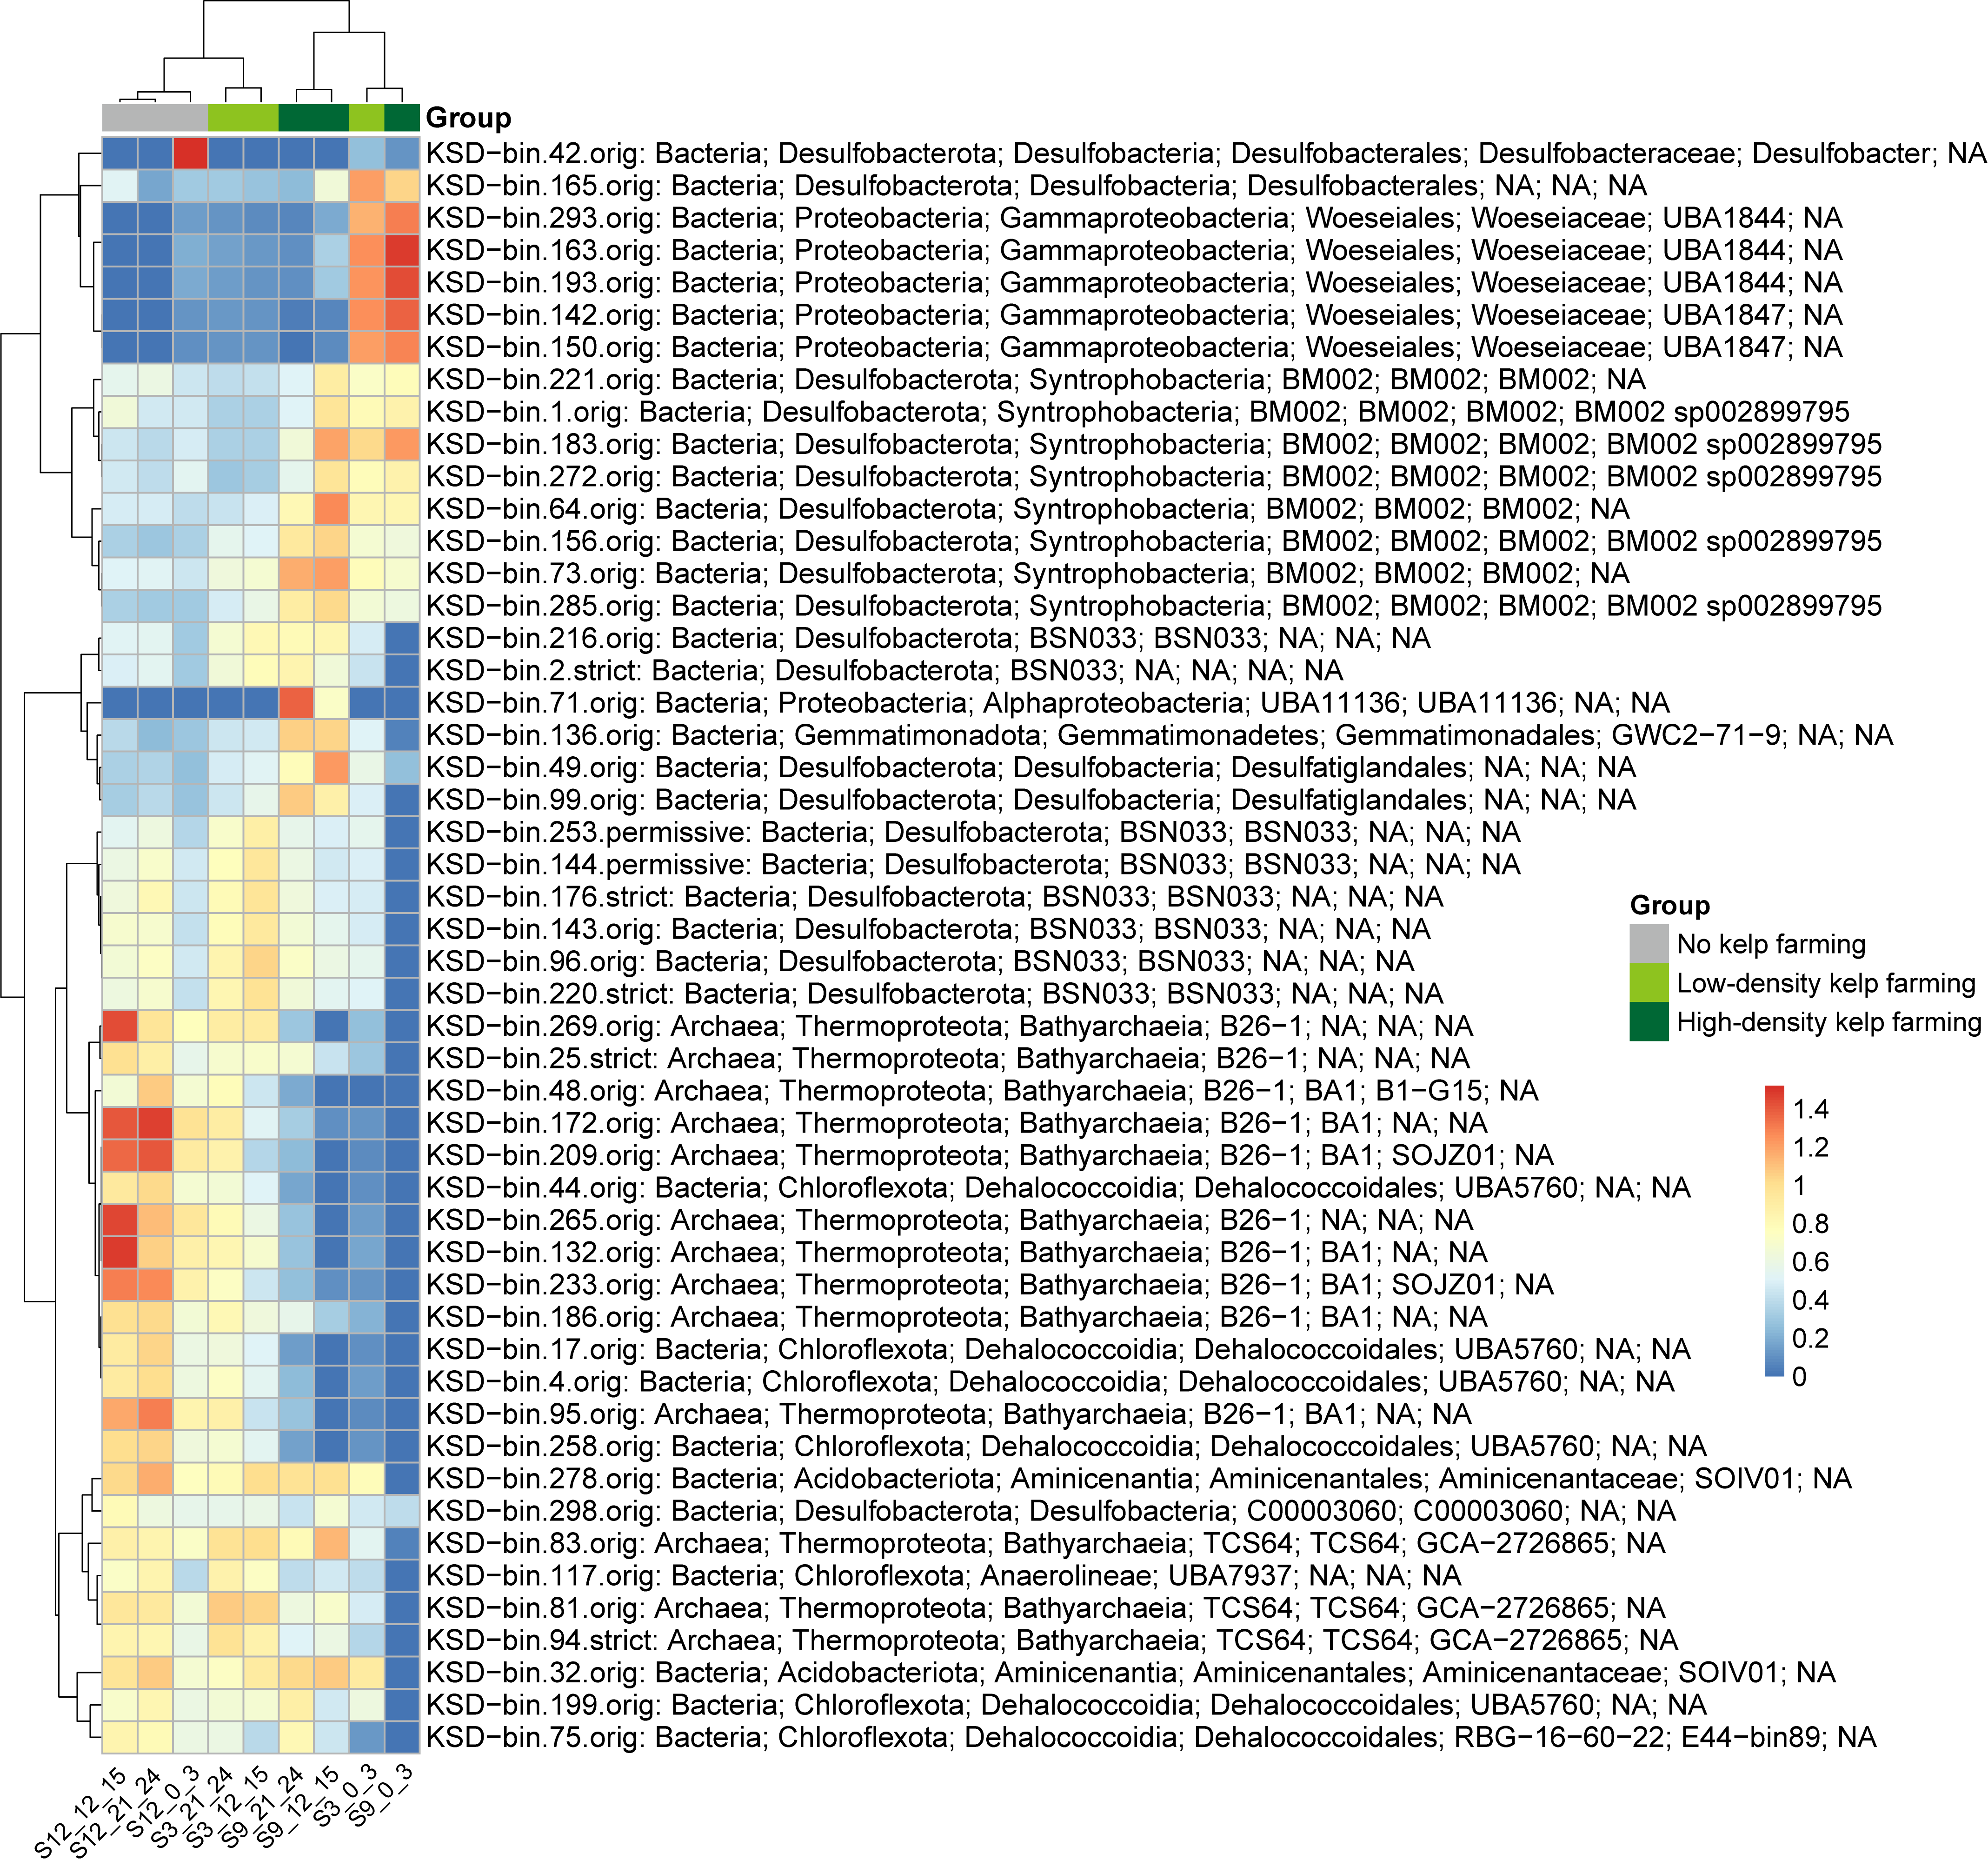 Group
KSD−bin.42.orig: Bacteria; Desulfobacterota; Desulfobacteria; Desulfobacterales; Desulfobacteraceae; Desulfobacter; NA
KSD−bin.165.orig: Bacteria; Desulfobacterota; Desulfobacteria; Desulfobacterales; NA; NA; NA
KSD−bin.293.orig: Bacteria; Proteobacteria; Gammaproteobacteria; Woeseiales; Woeseiaceae; UBA1844; NA
KSD−bin.163.orig: Bacteria; Proteobacteria; Gammaproteobacteria; Woeseiales; Woeseiaceae; UBA1844; NA
KSD−bin.193.orig: Bacteria; Proteobacteria; Gammaproteobacteria; Woeseiales; Woeseiaceae; UBA1844; NA
KSD−bin.142.orig: Bacteria; Proteobacteria; Gammaproteobacteria; Woeseiales; Woeseiaceae; UBA1847; NA
KSD−bin.150.orig: Bacteria; Proteobacteria; Gammaproteobacteria; Woeseiales; Woeseiaceae; UBA1847; NA
KSD−bin.221.orig: Bacteria; Desulfobacterota; Syntrophobacteria; BM002; BM002; BM002; NA
KSD−bin.1.orig: Bacteria; Desulfobacterota; Syntrophobacteria; BM002; BM002; BM002; BM002 sp002899795
KSD−bin.183.orig: Bacteria; Desulfobacterota; Syntrophobacteria; BM002; BM002; BM002; BM002 sp002899795
KSD−bin.272.orig: Bacteria; Desulfobacterota; Syntrophobacteria; BM002; BM002; BM002; BM002 sp002899795
KSD−bin.64.orig: Bacteria; Desulfobacterota; Syntrophobacteria; BM002; BM002; BM002; NA
KSD−bin.156.orig: Bacteria; Desulfobacterota; Syntrophobacteria; BM002; BM002; BM002; BM002 sp002899795
KSD−bin.73.orig: Bacteria; Desulfobacterota; Syntrophobacteria; BM002; BM002; BM002; NA
KSD−bin.285.orig: Bacteria; Desulfobacterota; Syntrophobacteria; BM002; BM002; BM002; BM002 sp002899795
KSD−bin.216.orig: Bacteria; Desulfobacterota; BSN033; BSN033; NA; NA; NA
KSD−bin.2.strict: Bacteria; Desulfobacterota; BSN033; NA; NA; NA; NA
KSD−bin.71.orig: Bacteria; Proteobacteria; Alphaproteobacteria; UBA11136; UBA11136; NA; NA
KSD−bin.136.orig: Bacteria; Gemmatimonadota; Gemmatimonadetes; Gemmatimonadales; GWC2−71−9; NA; NA
KSD−bin.49.orig: Bacteria; Desulfobacterota; Desulfobacteria; Desulfatiglandales; NA; NA; NA
KSD−bin.99.orig: Bacteria; Desulfobacterota; Desulfobacteria; Desulfatiglandales; NA; NA; NA
KSD−bin.253.permissive: Bacteria; Desulfobacterota; BSN033; BSN033; NA; NA; NA
KSD−bin.144.permissive: Bacteria; Desulfobacterota; BSN033; BSN033; NA; NA; NA
KSD−bin.176.strict: Bacteria; Desulfobacterota; BSN033; BSN033; NA; NA; NA
KSD−bin.143.orig: Bacteria; Desulfobacterota; BSN033; BSN033; NA; NA; NA
KSD−bin.96.orig: Bacteria; Desulfobacterota; BSN033; BSN033; NA; NA; NA
KSD−bin.220.strict: Bacteria; Desulfobacterota; BSN033; BSN033; NA; NA; NA
KSD−bin.269.orig: Archaea; Thermoproteota; Bathyarchaeia; B26−1; NA; NA; NA
KSD−bin.25.strict: Archaea; Thermoproteota; Bathyarchaeia; B26−1; NA; NA; NA
KSD−bin.48.orig: Archaea; Thermoproteota; Bathyarchaeia; B26−1; BA1; B1−G15; NA
KSD−bin.172.orig: Archaea; Thermoproteota; Bathyarchaeia; B26−1; BA1; NA; NA
KSD−bin.209.orig: Archaea; Thermoproteota; Bathyarchaeia; B26−1; BA1; SOJZ01; NA
KSD−bin.44.orig: Bacteria; Chloroflexota; Dehalococcoidia; Dehalococcoidales; UBA5760; NA; NA
KSD−bin.265.orig: Archaea; Thermoproteota; Bathyarchaeia; B26−1; NA; NA; NA
KSD−bin.132.orig: Archaea; Thermoproteota; Bathyarchaeia; B26−1; BA1; NA; NA
KSD−bin.233.orig: Archaea; Thermoproteota; Bathyarchaeia; B26−1; BA1; SOJZ01; NA
KSD−bin.186.orig: Archaea; Thermoproteota; Bathyarchaeia; B26−1; BA1; NA; NA
KSD−bin.17.orig: Bacteria; Chloroflexota; Dehalococcoidia; Dehalococcoidales; UBA5760; NA; NA
KSD−bin.4.orig: Bacteria; Chloroflexota; Dehalococcoidia; Dehalococcoidales; UBA5760; NA; NA
KSD−bin.95.orig: Archaea; Thermoproteota; Bathyarchaeia; B26−1; BA1; NA; NA
KSD−bin.258.orig: Bacteria; Chloroflexota; Dehalococcoidia; Dehalococcoidales; UBA5760; NA; NA
KSD−bin.278.orig: Bacteria; Acidobacteriota; Aminicenantia; Aminicenantales; Aminicenantaceae; SOIV01; NA
KSD−bin.298.orig: Bacteria; Desulfobacterota; Desulfobacteria; C00003060; C00003060; NA; NA
KSD−bin.83.orig: Archaea; Thermoproteota; Bathyarchaeia; TCS64; TCS64; GCA−2726865; NA
KSD−bin.117.orig: Bacteria; Chloroflexota; Anaerolineae; UBA7937; NA; NA; NA
KSD−bin.81.orig: Archaea; Thermoproteota; Bathyarchaeia; TCS64; TCS64; GCA−2726865; NA
KSD−bin.94.strict: Archaea; Thermoproteota; Bathyarchaeia; TCS64; TCS64; GCA−2726865; NA
KSD−bin.32.orig: Bacteria; Acidobacteriota; Aminicenantia; Aminicenantales; Aminicenantaceae; SOIV01; NA
KSD−bin.199.orig: Bacteria; Chloroflexota; Dehalococcoidia; Dehalococcoidales; UBA5760; NA; NA
KSD−bin.75.orig: Bacteria; Chloroflexota; Dehalococcoidia; Dehalococcoidales; RBG−16−60−22; E44−bin89; NA
S12_12_15
S12_21_24
S12_0_3
S3_21_24
S3_12_15
S9_21_24
S9_12_15
S3_0_3
S9_0_3
Group
No kelp farming
Low-density kelp farming
High-density kelp farming
1.4
1.2
1
0.8
0.6
0.4
0.2
0